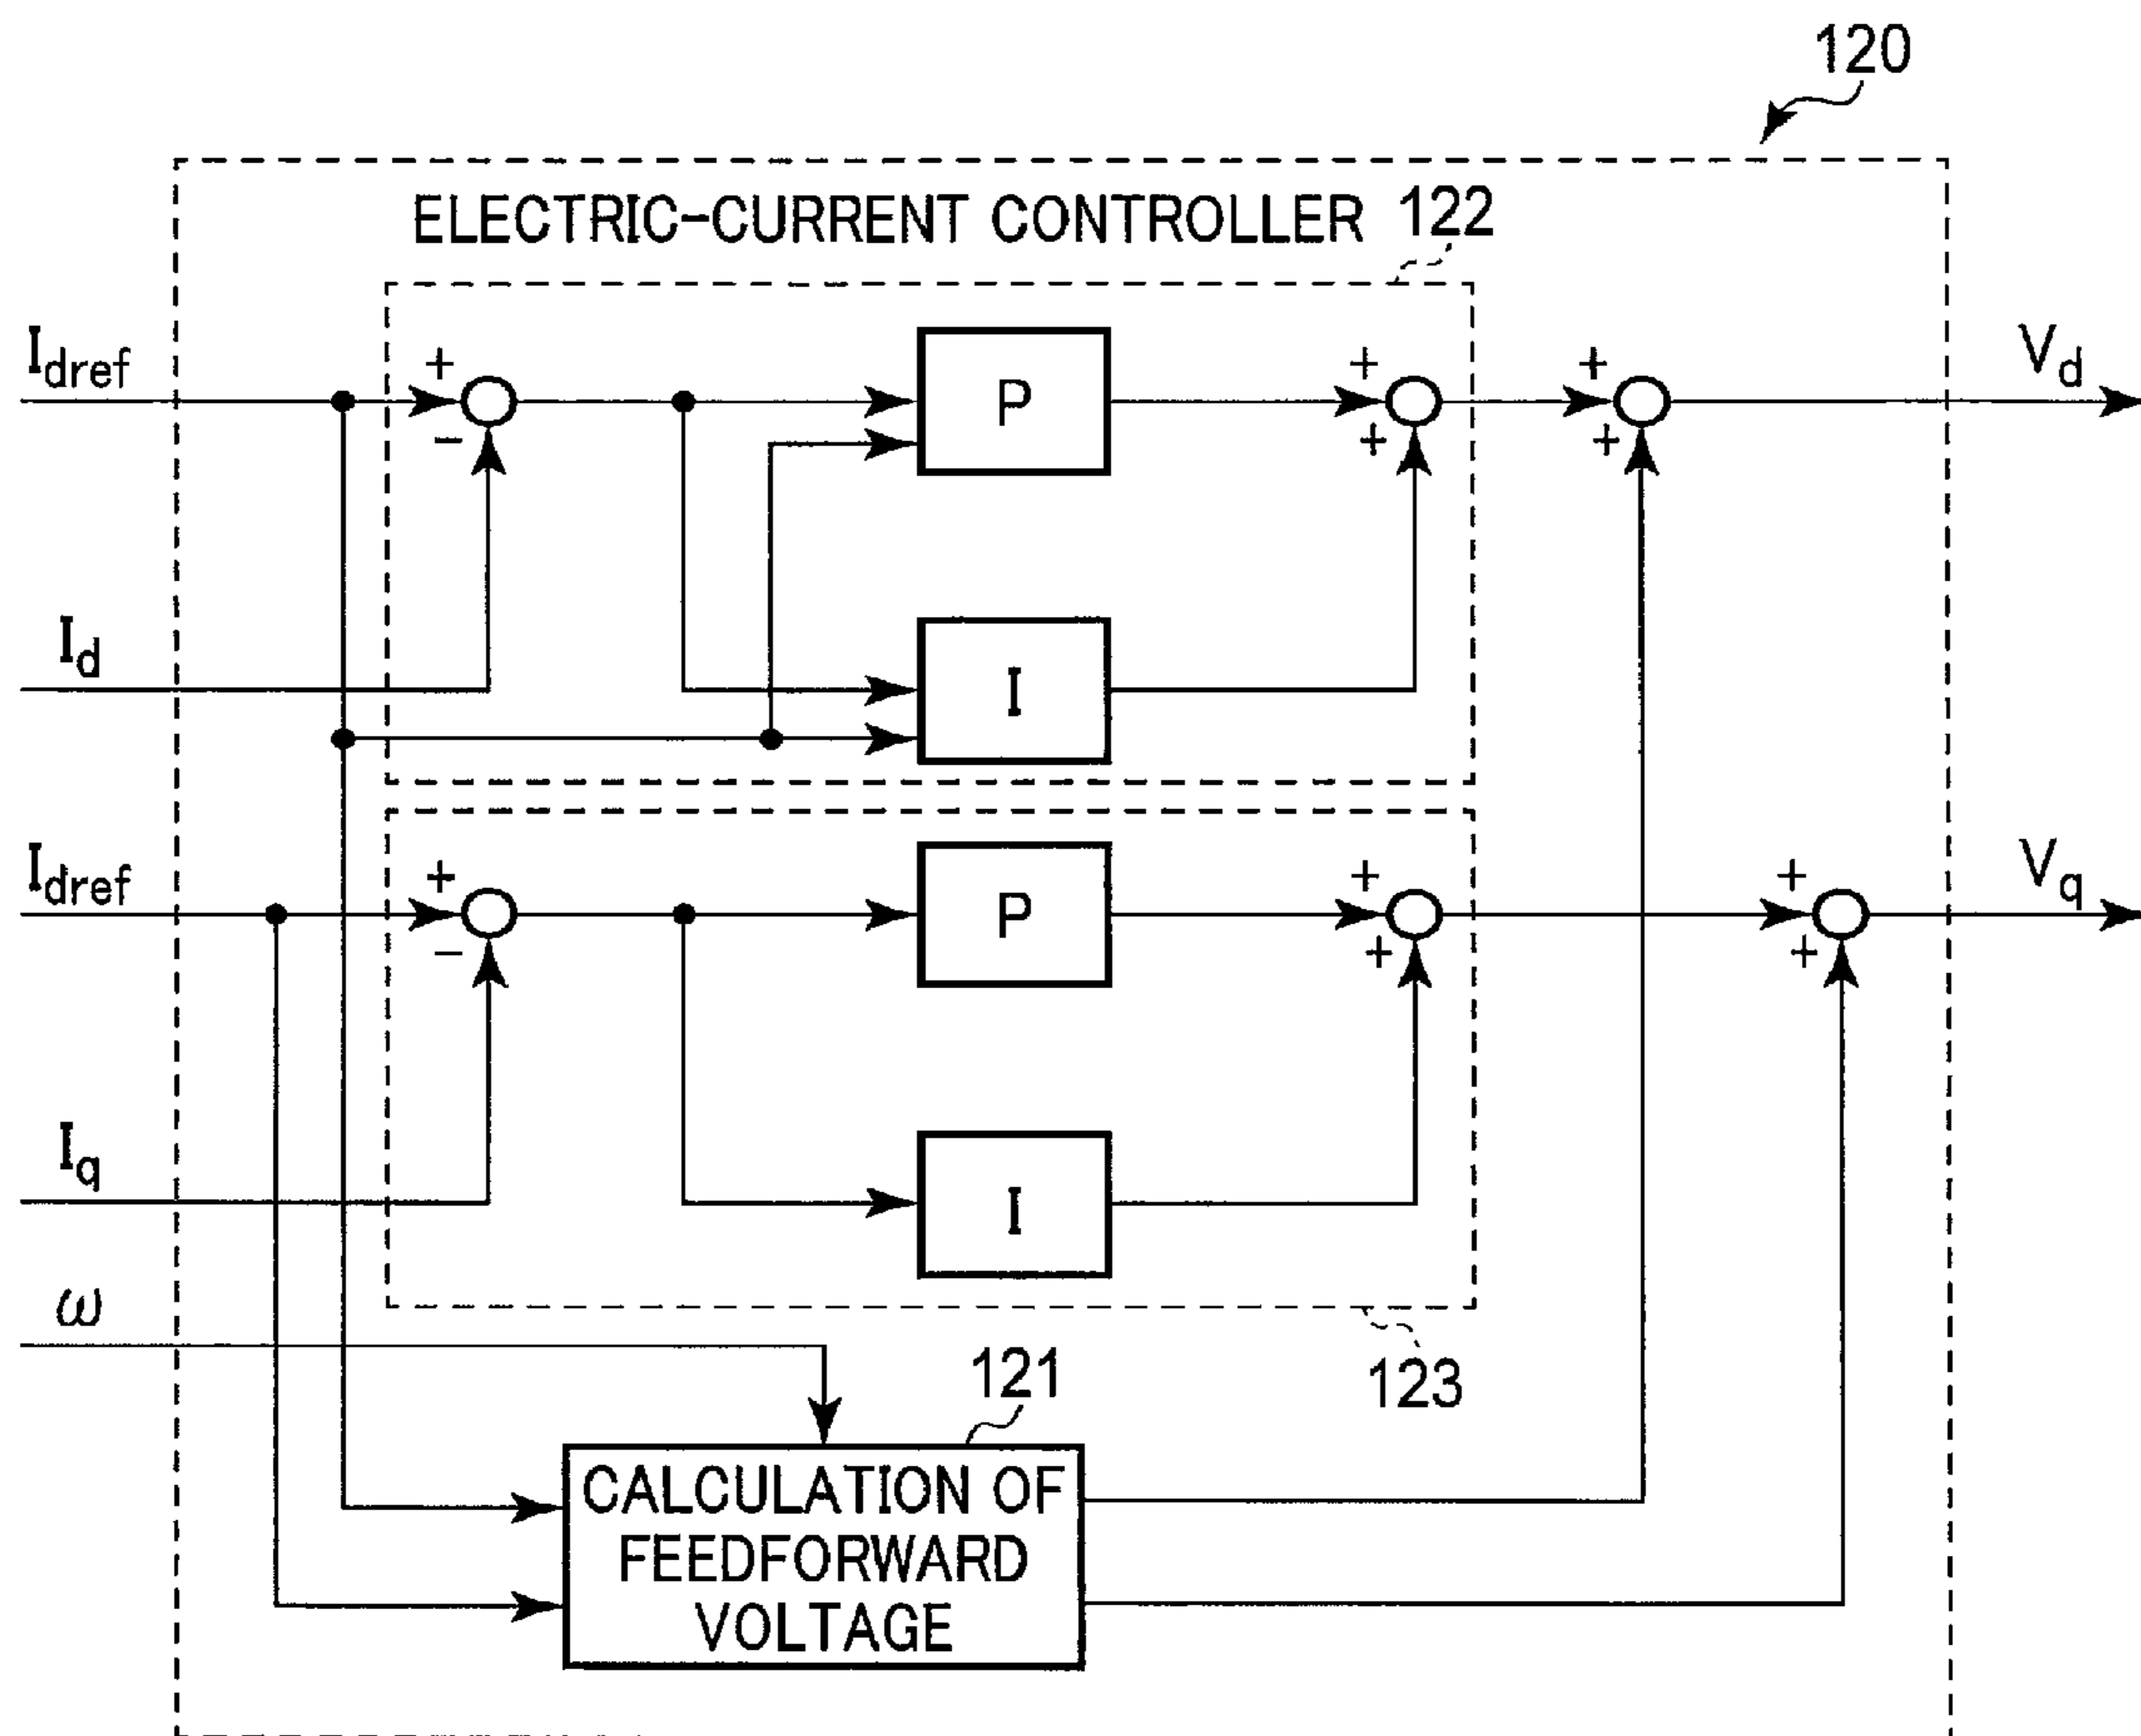 120
ELECTRIC-CURRENT CONTROLLER 122
Idref
+
-
P
+
+
+
+
Vd
Id
I
Idref
+
-
P
+
+
+
+
Vq
Iq
I
ω
123
121
CALCULATION OF
FEEDFORWARD
VOLTAGE